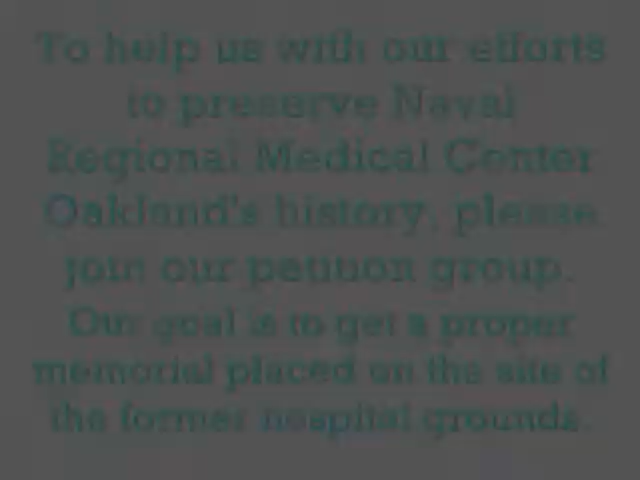 To help us with our efforts
to preserve Naval
Regional Medical Center
Oakland's history, please
join our petition group.
Our goal is to get a proper
memorial placed on the site of
the former hospital grounds.